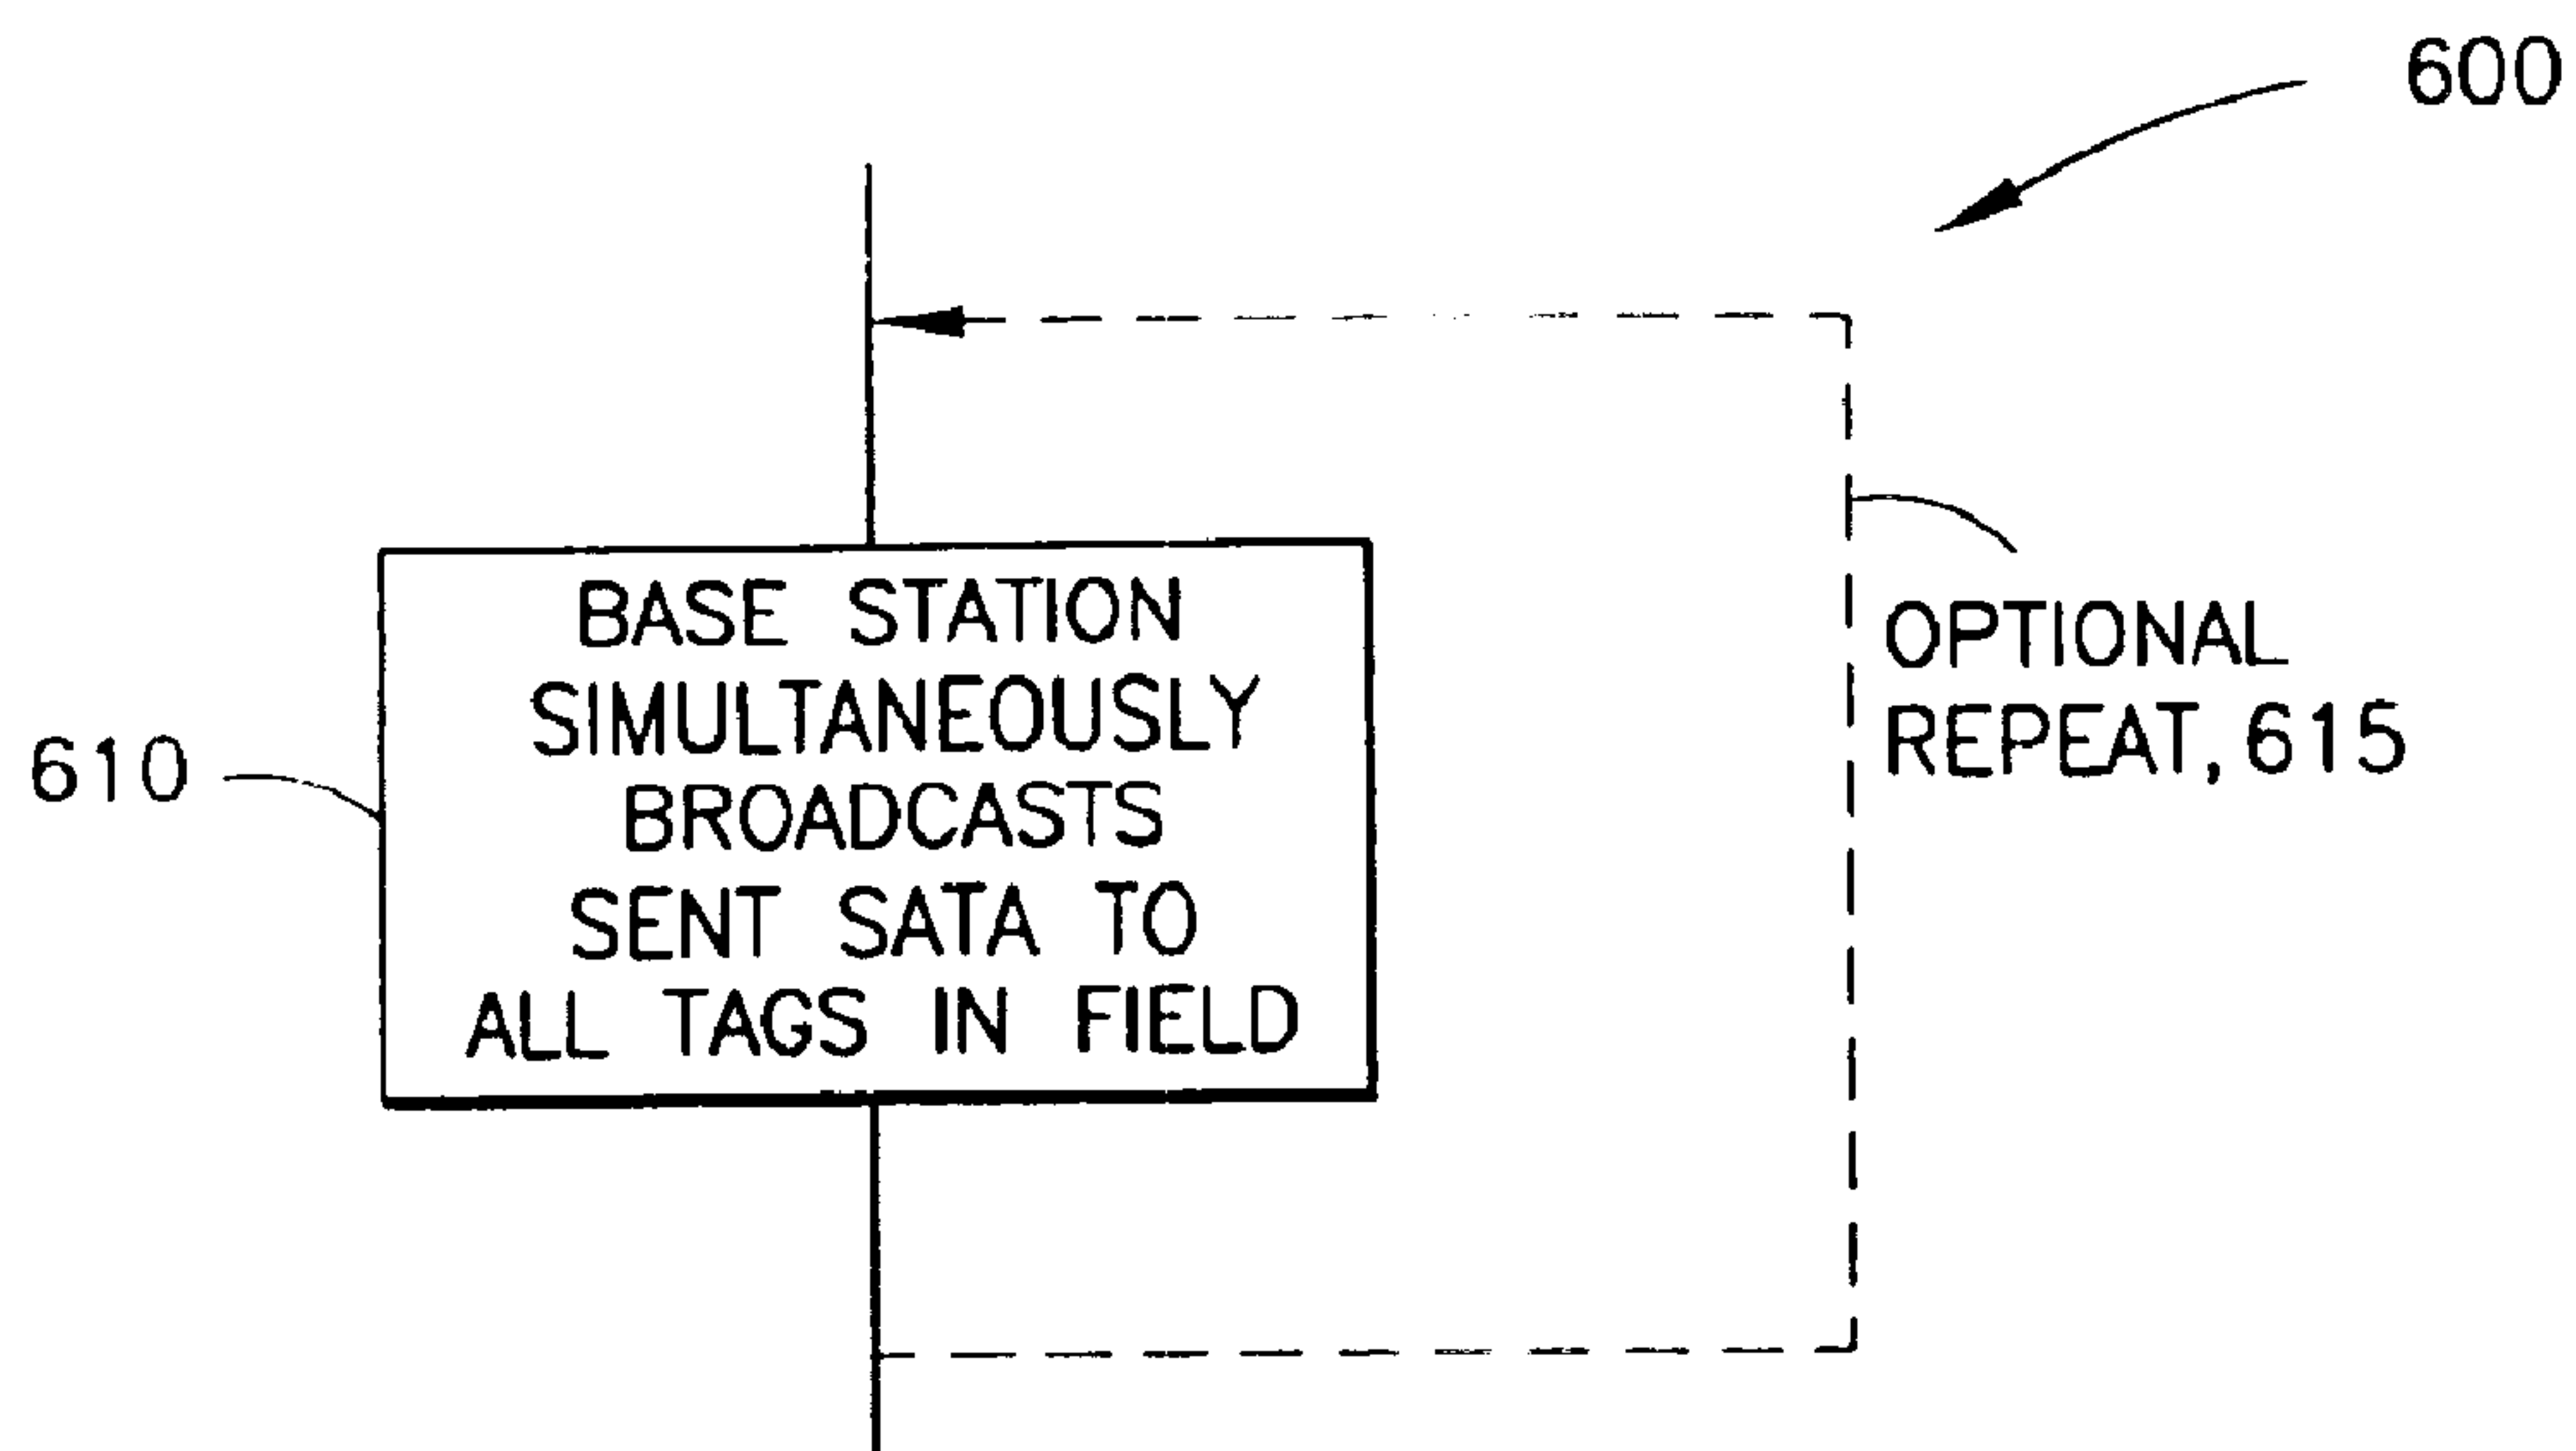 600
BASE STATION
SIMULTANEOUSLY
BROADCASTS
SENT SATA TO
ALL TAGS IN FIELD
610
OPTIONAL
REPEAT, 615